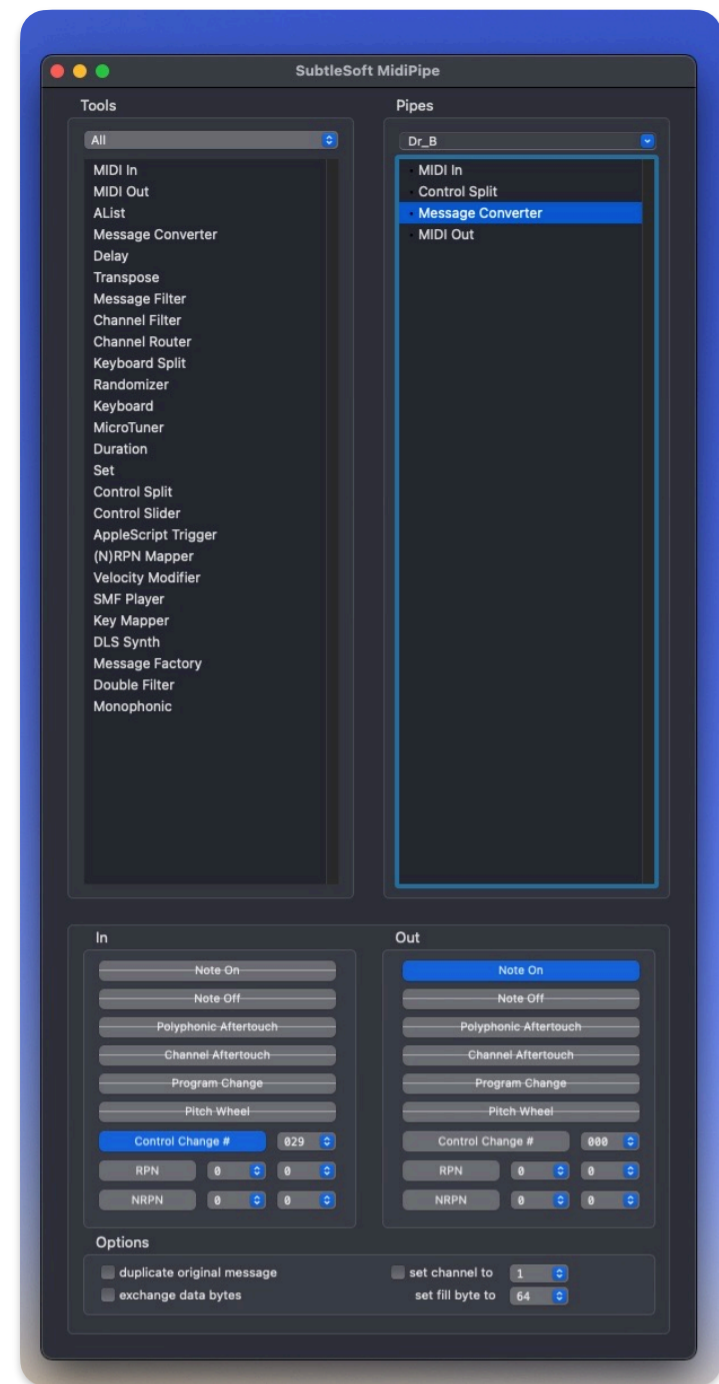 SubtleSoft MidiPipe
Tools
All
MIDI In
MIDI Out
AList
Message Converter
Delay
Transpose
Message Filter
Channel Filter
Channel Router
Keyboard Split
Randomizer
Keyboard
MicroTuner
Duration
Set
Control Split
Control Slider
AppleScript Trigger
(N)RPN Mapper
Velocity Modifier
SMF Player
Key Mapper
DLS Synth
Message Factory
Double Filter
Monophonic
Pipes
Dr_B
MIDI In
Control Split
Message Converter
MIDI Out
In
Note On
Note Off
Polyphonic Aftertouch
Channel Aftertouch
Program Change
Pitch Wheel
Control Change # 029
RPN 0 0
NRPN 0 0
Out
Note On
Note Off
Polyphonic Aftertouch
Channel Aftertouch
Program Change
Pitch Wheel
Control Change # 000
RPN 0 0
NRPN 0 0
Options
duplicate original message
exchange data bytes
set channel to 1
set fill byte to 64